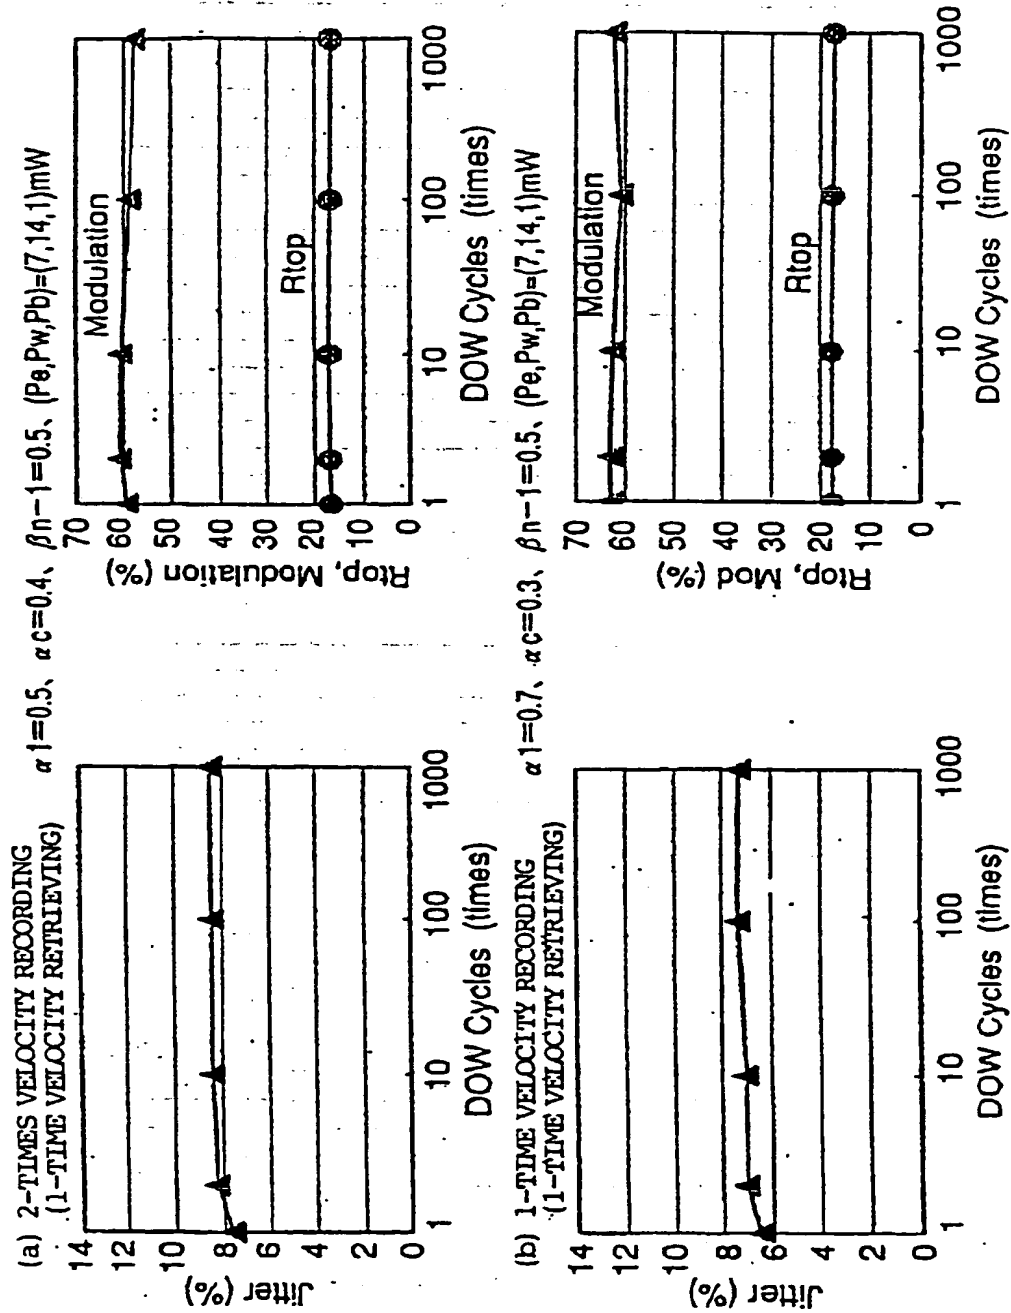 (a) 2-TIMES VELOCITY RECORDING
(1-TIME VELOCITY RETRIEVING)
α1=0.5、 αc=0.4、 βn-1=0.5、 (Pe,Pw,Pb)=(7,14,1)mW
Jitter (%)
14
12
10
8
6
4
2
0
1
10
100
1000
DOW Cycles (times)
Rtop, Modulation (%)
70
60
50
40
30
20
10
0
Modulation
Rtop
1
10
100
1000
DOW Cycles (times)
(b) 1-TIME VELOCITY RECORDING
(1-TIME VELOCITY RETRIEVING)
α1=0.7、 αc=0.3、 βn-1=0.5、 (Pe,Pw,Pb)=(7,14,1)mW
Jitter (%)
14
12
10
8
6
4
2
0
1
10
100
1000
DOW Cycles (times)
Rtop, Mod (%)
70
60
50
40
30
20
10
0
Modulation
Rtop
1
10
100
1000
DOW Cycles (times)